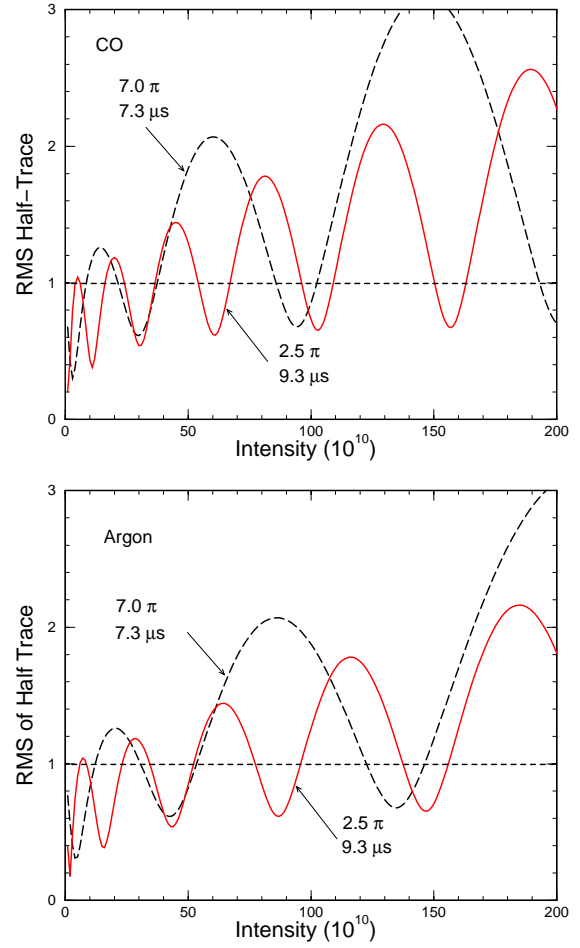 3
CO
7.0 π
7.3 μs
2
RMS Half-Trace
1
2.5 π
9.3 μs
0
0 50 100 150 200
Intensity (10^10)
3
Argon
7.0 π
7.3 μs
2
RMS of Half Trace
1
2.5 π
9.3 μs
0
0 50 100 150 200
Intensity (10^10)